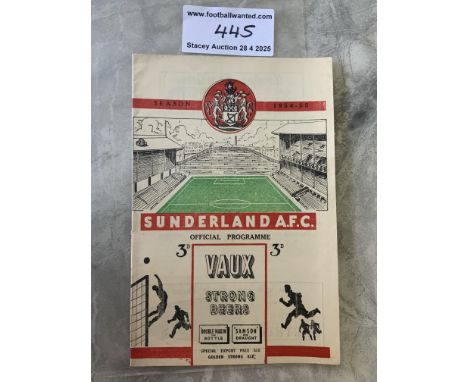 www.footballwanted.com
445
Stacey Auction 28 4 2025
SEASON 1954-55
SUNDERLAND A.F.C.
OFFICIAL PROGRAMME
3D 3D
VAUX
STRONG
BEERS
DOUBLE MAXIM IN BOTTLE
SAMSON ON DRAUGHT
SPECIAL EXPORT PALE ALE
GOLDEN STRONG ALE